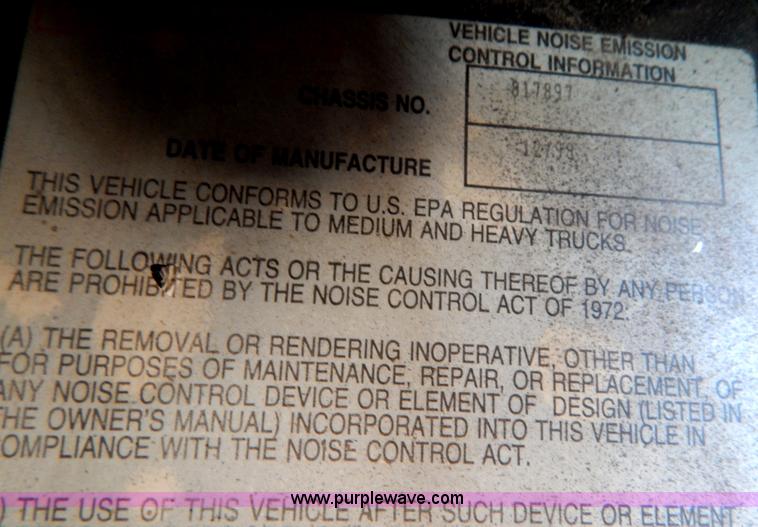 VEHICLE NOISE EMISSION
CONTROL INFORMATION
CHASSIS NO. 817897
DATE OF MANUFACTURE 12/99
THIS VEHICLE CONFORMS TO U.S. EPA REGULATION FOR NOISE
EMISSION APPLICABLE TO MEDIUM AND HEAVY TRUCKS.
THE FOLLOWING ACTS OR THE CAUSING THEREOF BY ANY PERSON
ARE PROHIBITED BY THE NOISE CONTROL ACT OF 1972:
(A) THE REMOVAL OR RENDERING INOPERATIVE, OTHER THAN
FOR PURPOSES OF MAINTENANCE, REPAIR, OR REPLACEMENT, OF
ANY NOISE CONTROL DEVICE OR ELEMENT OF DESIGN (LISTED IN
THE OWNER'S MANUAL) INCORPORATED INTO THIS VEHICLE IN
COMPLIANCE WITH THE NOISE CONTROL ACT.
www.purplewave.com
) THE USE OF THIS VEHICLE AFTER SUCH DEVICE OR ELEMENT